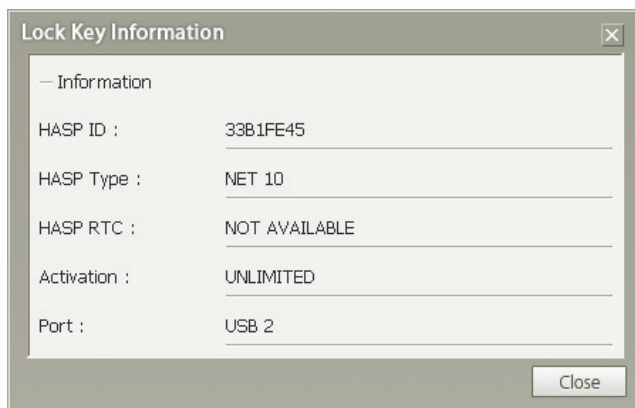 Lock Key Information
Information
HASP ID : 33B1FE45
HASP Type : NET 10
HASP RTC : NOT AVAILABLE
Activation : UNLIMITED
Port : USB 2
Close